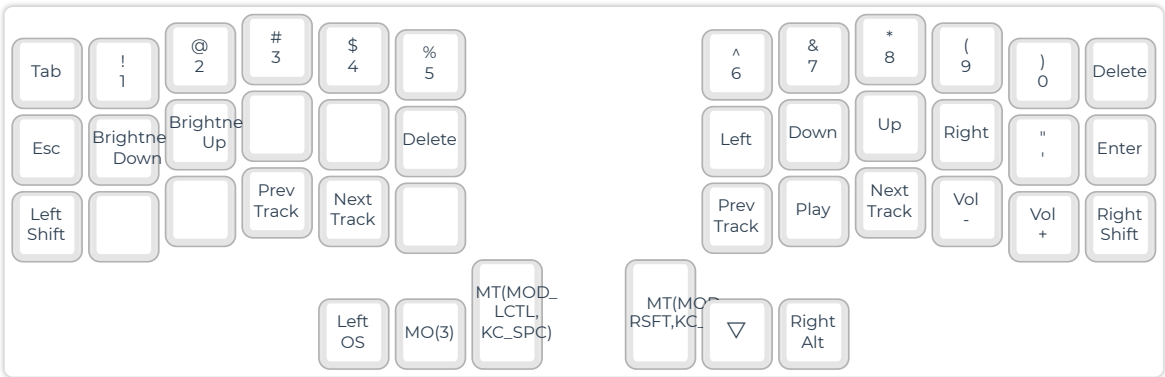 Tab
!
1
@
2
#
3
$
4
%
5
^
6
&
7
*
8
(
9
)
0
Delete
Esc
Brightne
Down
Brightne
Up
Delete
Left
Down
Up
Right
"
'
Enter
Left
Shift
Prev
Track
Next
Track
Prev
Track
Play
Next
Track
Vol
-
Vol
+
Right
Shift
Left
OS
MO(3)
MT(MOD_
LCTL,
KC_SPC)
MT(MOD
RSFT,KC_
▽
Right
Alt